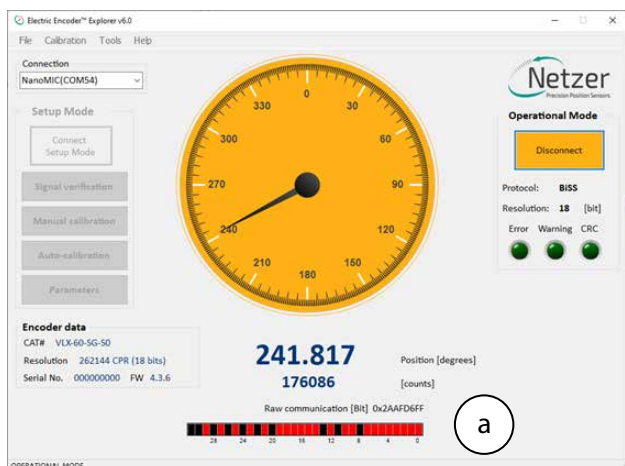 Electric Encoder™ Explorer v6.0
File Calibration Tools Help
Connection
NanoMIC(COM54)
Netzer
Precision Position Sensors
Setup Mode
Connect
Setup Mode
Signal verification
Manual calibration
Auto-calibration
Parameters
0
30
60
90
120
150
180
210
240
270
300
330
Operational Mode
Disconnect
Protocol: BiSS
Resolution: 18 [bit]
Error Warning CRC
Encoder data
CAT# VLX-60-SG-S0
Resolution 262144 CPR (18 bits)
Serial No. 000000000 FW 4.3.6
241.817 Position [degrees]
176086 [counts]
Raw communication [Bit] 0x2AAFD6FF
28 24 20 16 12 8 4 0
a
OPERATIONAL MODE